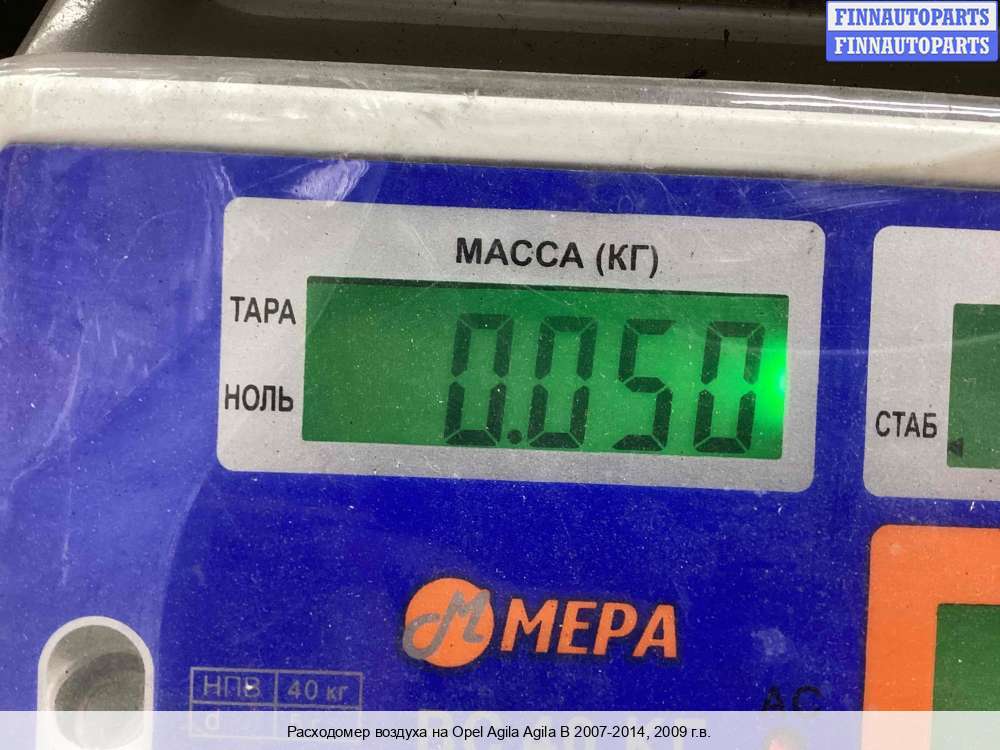 FINNAUTOPARTS
FINNAUTOPARTS
МАССА (КГ)
ТАРА
0.050
НОЛЬ
СТАБ
М МЕРА
НПВ 40 кг
d
АС
Расходомер воздуха на Opel Agila Agila B 2007-2014, 2009 г.в.